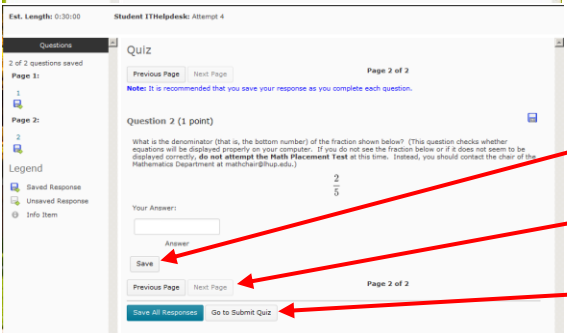 Est. Length: 0:30:00 Student ITHelpdesk: Attempt 4
Questions
2 of 2 questions saved
Page 1:
1
Page 2:
2
Legend
Saved Response
Unsaved Response
Info Item
Quiz
Previous Page Next Page Page 2 of 2
Note: It is recommended that you save your response as you complete each question.
Question 2 (1 point)
What is the denominator (that is, the bottom number) of the fraction shown below? (This question checks whether
equations will be displayed properly on your computer. If you do not see the fraction below or if it does not seem to be
displayed correctly, do not attempt the Math Placement Text at this time. Instead, you should contact the chair of the
Mathematics Department at mathchair@lhup.edu.)
2
5
Your Answer:
Answer
Save
Previous Page Next Page Page 2 of 2
Save All Responses Go to Submit Quiz